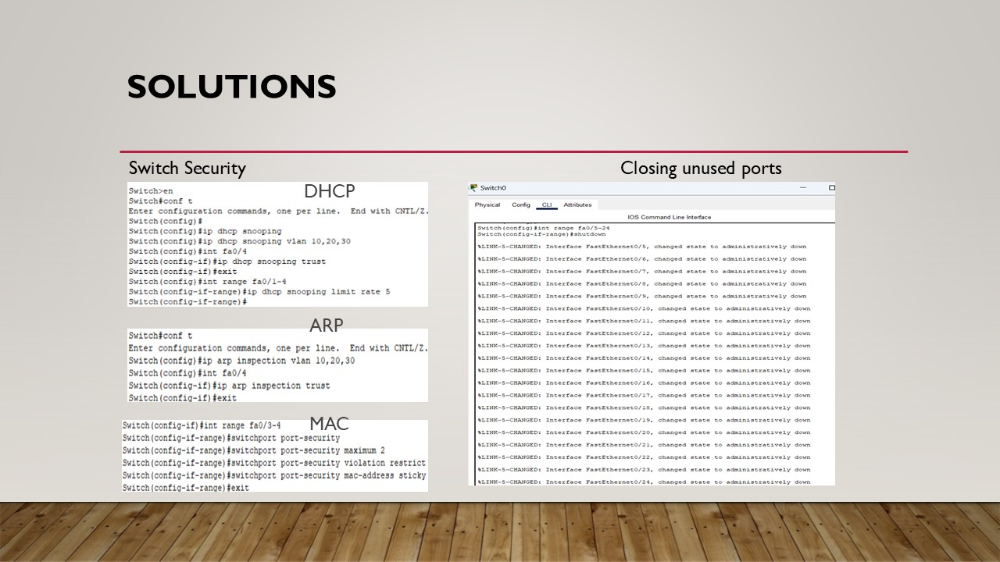 SOLUTIONS
Switch Security
DHCP
Switch>en
Switch#conf t
Enter configuration commands, one per line.  End with CNTL/Z.
Switch(config)#
Switch(config)#ip dhcp snooping
Switch(config)#ip dhcp snooping vlan 10,20,30
Switch(config)#int fa0/4
Switch(config-if)#ip dhcp snooping trust
Switch(config-if)#exit
Switch(config)#int range fa0/1-4
Switch(config-if-range)#ip dhcp snooping limit rate 5
Switch(config-if-range)#
ARP
Switch#conf t
Enter configuration commands, one per line.  End with CNTL/Z.
Switch(config)#ip arp inspection vlan 10,20,30
Switch(config)#int fa0/4
Switch(config-if)#ip arp inspection trust
Switch(config-if)#exit
MAC
Switch(config-if)#int range fa0/3-4
Switch(config-if-range)#switchport port-security
Switch(config-if-range)#switchport port-security maximum 2
Switch(config-if-range)#switchport port-security violation restrict
Switch(config-if-range)#switchport port-security mac-address sticky
Switch(config-if-range)#exit
Closing unused ports
Switch0
Physical Config CLI Attributes
IOS Command Line Interface
Switch(config)#int range fa0/5-24
Switch(config-if-range)#shutdown
%LINK-5-CHANGED: Interface FastEthernet0/5, changed state to administratively down
%LINK-5-CHANGED: Interface FastEthernet0/6, changed state to administratively down
%LINK-5-CHANGED: Interface FastEthernet0/7, changed state to administratively down
%LINK-5-CHANGED: Interface FastEthernet0/8, changed state to administratively down
%LINK-5-CHANGED: Interface FastEthernet0/9, changed state to administratively down
%LINK-5-CHANGED: Interface FastEthernet0/10, changed state to administratively down
%LINK-5-CHANGED: Interface FastEthernet0/11, changed state to administratively down
%LINK-5-CHANGED: Interface FastEthernet0/12, changed state to administratively down
%LINK-5-CHANGED: Interface FastEthernet0/13, changed state to administratively down
%LINK-5-CHANGED: Interface FastEthernet0/14, changed state to administratively down
%LINK-5-CHANGED: Interface FastEthernet0/15, changed state to administratively down
%LINK-5-CHANGED: Interface FastEthernet0/16, changed state to administratively down
%LINK-5-CHANGED: Interface FastEthernet0/17, changed state to administratively down
%LINK-5-CHANGED: Interface FastEthernet0/18, changed state to administratively down
%LINK-5-CHANGED: Interface FastEthernet0/19, changed state to administratively down
%LINK-5-CHANGED: Interface FastEthernet0/20, changed state to administratively down
%LINK-5-CHANGED: Interface FastEthernet0/21, changed state to administratively down
%LINK-5-CHANGED: Interface FastEthernet0/22, changed state to administratively down
%LINK-5-CHANGED: Interface FastEthernet0/23, changed state to administratively down
%LINK-5-CHANGED: Interface FastEthernet0/24, changed state to administratively down